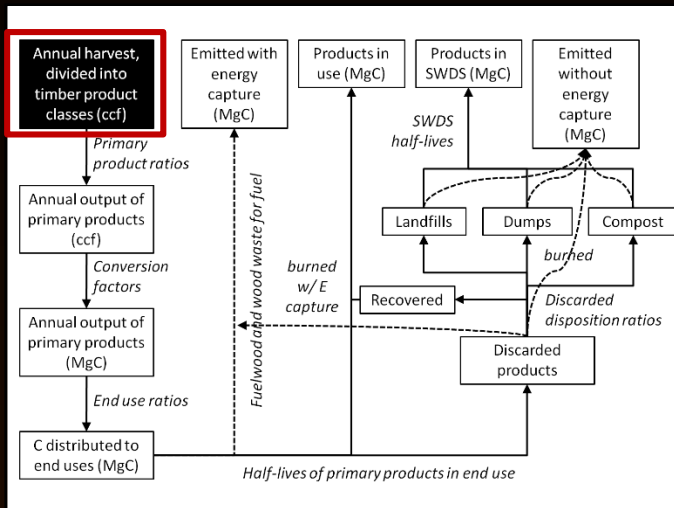 Annual harvest,
divided into
timber product
classes (ccf)
Emitted with
energy
capture
(MgC)
Products in
use (MgC)
Products in
SWDS (MgC)
Emitted
without
energy
capture
(MgC)
SWDS
half-lives
Primary
product ratios
Annual output of
primary products
(ccf)
Landfills
Dumps
Compost
Fuelwood and wood waste for fuel
burned
Conversion
factors
burned
w/ E
capture
Recovered
Discarded
disposition ratios
Annual output of
primary products
(MgC)
Discarded
products
End use ratios
C distributed to
end uses (MgC)
Half-lives of primary products in end use